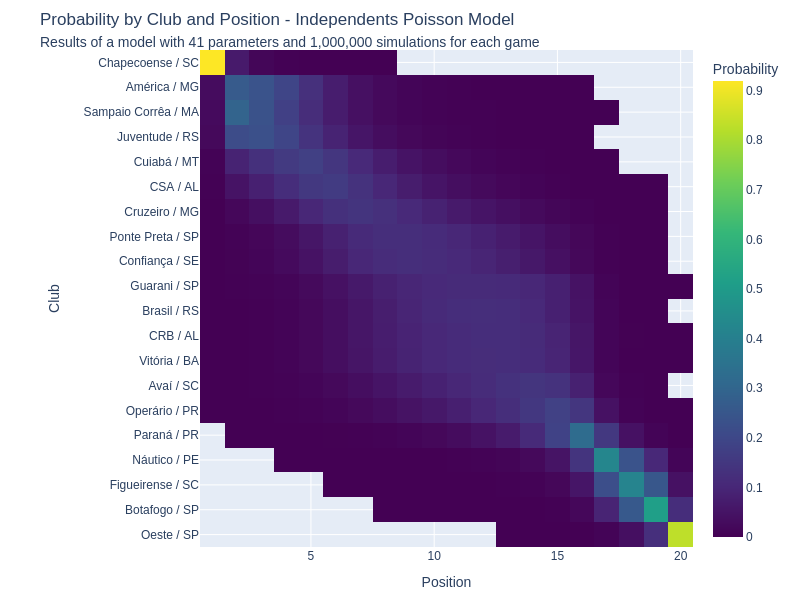 Probability by Club and Position - Independents Poisson Model
Results of a model with 41 parameters and 1,000,000 simulations for each game
Probability
Club
Chapecoense / SC
América / MG
Sampaio Corrêa / MA
Juventude / RS
Cuiabá / MT
CSA / AL
Cruzeiro / MG
Ponte Preta / SP
Confiança / SE
Guarani / SP
Brasil / RS
CRB / AL
Vitória / BA
Avaí / SC
Operário / PR
Paraná / PR
Náutico / PE
Figueirense / SC
Botafogo / SP
Oeste / SP
0.9
0.8
0.7
0.6
0.5
0.4
0.3
0.2
0.1
0
5 10 15 20
Position